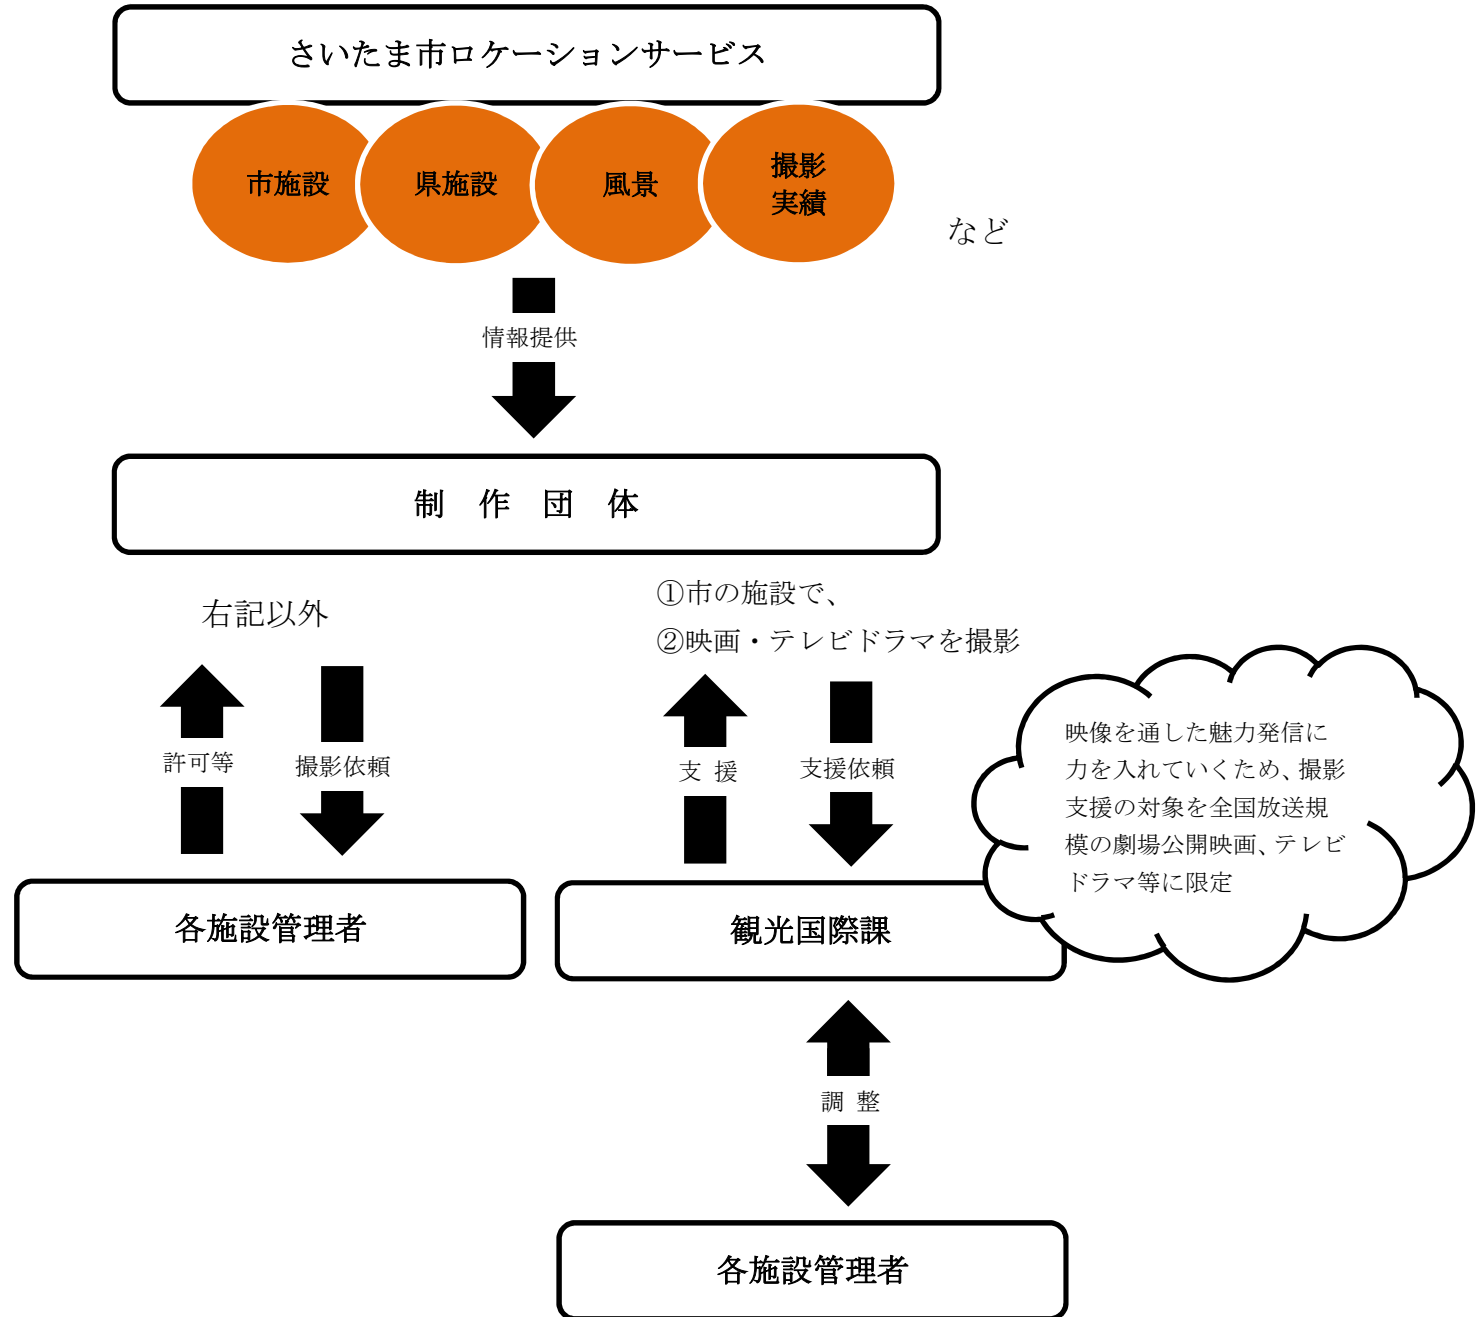 さいたま市ロケーションサービス
市施設
県施設
風景
撮影
実績
など
情報提供
制　作　団　体
右記以外
①市の施設で、
②映画・テレビドラマを撮影
許可等
撮影依頼
支 援
支援依頼
映像を通した魅力発信に
力を入れていくため、撮影
支援の対象を全国放送規
模の劇場公開映画、テレビ
ドラマ等に限定
各施設管理者
観光国際課
調 整
各施設管理者